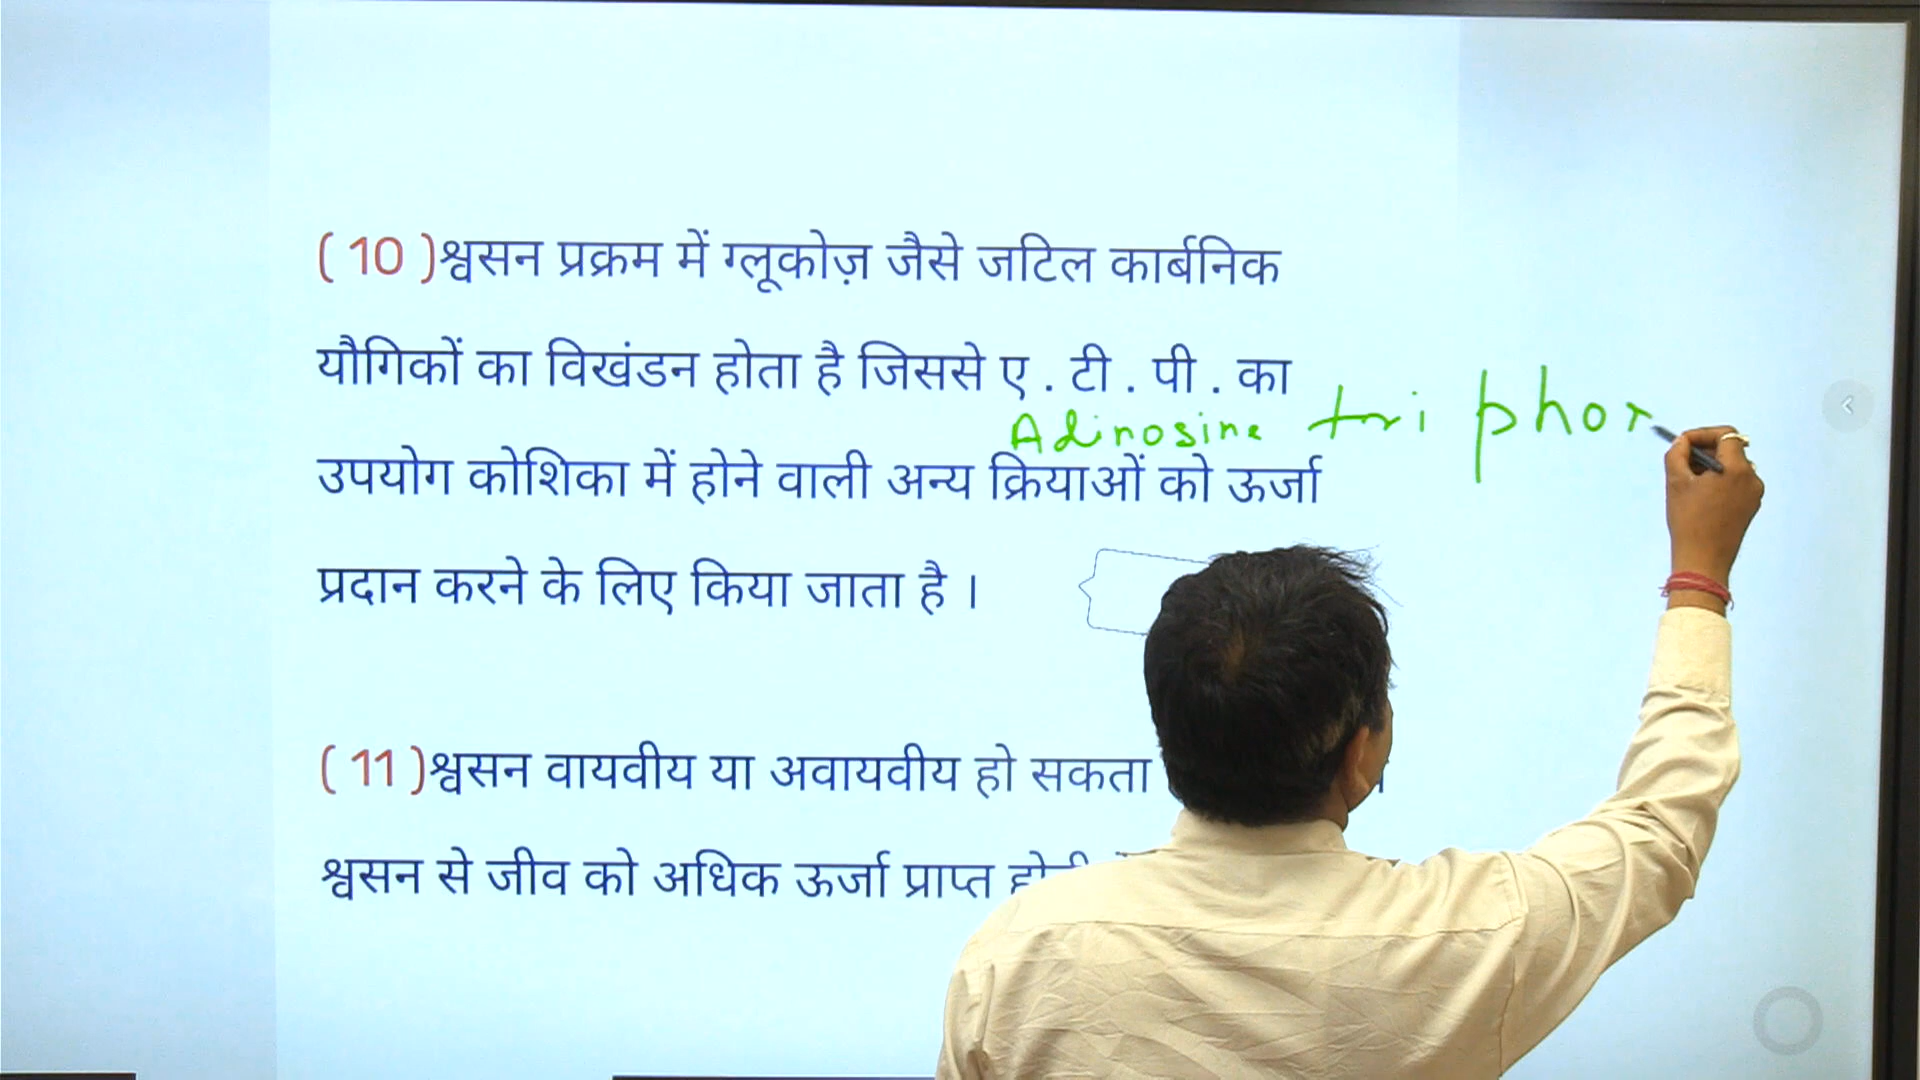 ( 10 )श्वसन प्रक्रम में ग्लूकोज़ जैसे जटिल कार्बनिक
यौगिकों का विखंडन होता है जिससे ए . टी . पी . का
Adinosine tri phos
उपयोग कोशिका में होने वाली अन्य क्रियाओं को ऊर्जा
प्रदान करने के लिए किया जाता है ।
( 11 )श्वसन वायवीय या अवायवीय हो सकता
श्वसन से जीव को अधिक ऊर्जा प्राप्त